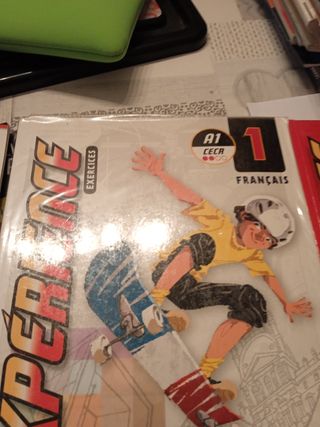 XPÉRIENCE
EXERCICES
A1
CECR
1
FRANÇAIS